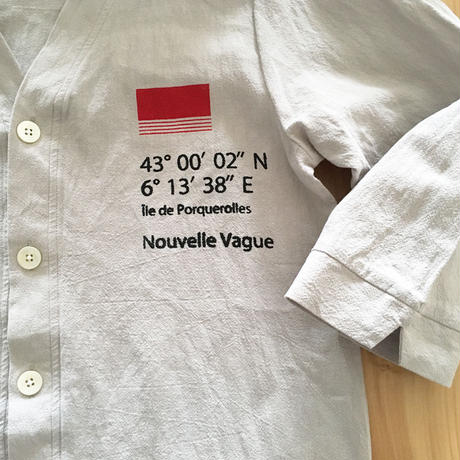 43° 00′ 02″ N
6° 13′ 38″ E
Île de Porquerolles
Nouvelle Vague